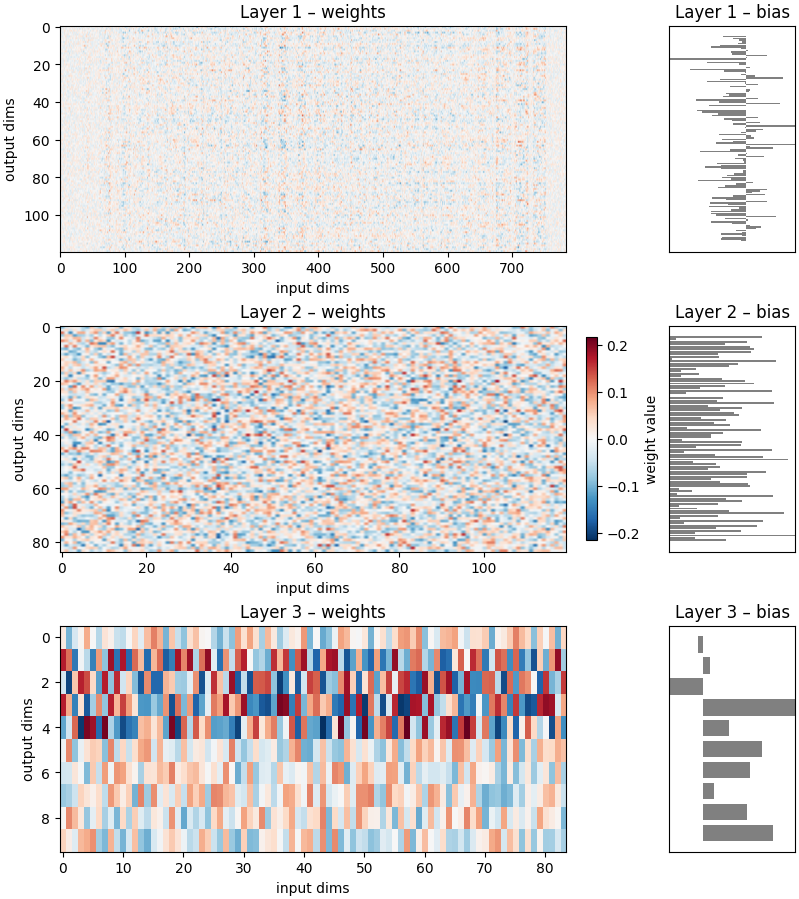 Layer 1 – weights
Layer 1 – bias
0
20
40
60
80
100
output dims
0 100 200 300 400 500 600 700
input dims
Layer 2 – weights
Layer 2 – bias
0
20
40
60
80
output dims
0 20 40 60 80 100
input dims
0.2
0.1
0.0
−0.1
−0.2
weight value
Layer 3 – weights
Layer 3 – bias
0
2
4
6
8
output dims
0 10 20 30 40 50 60 70 80
input dims